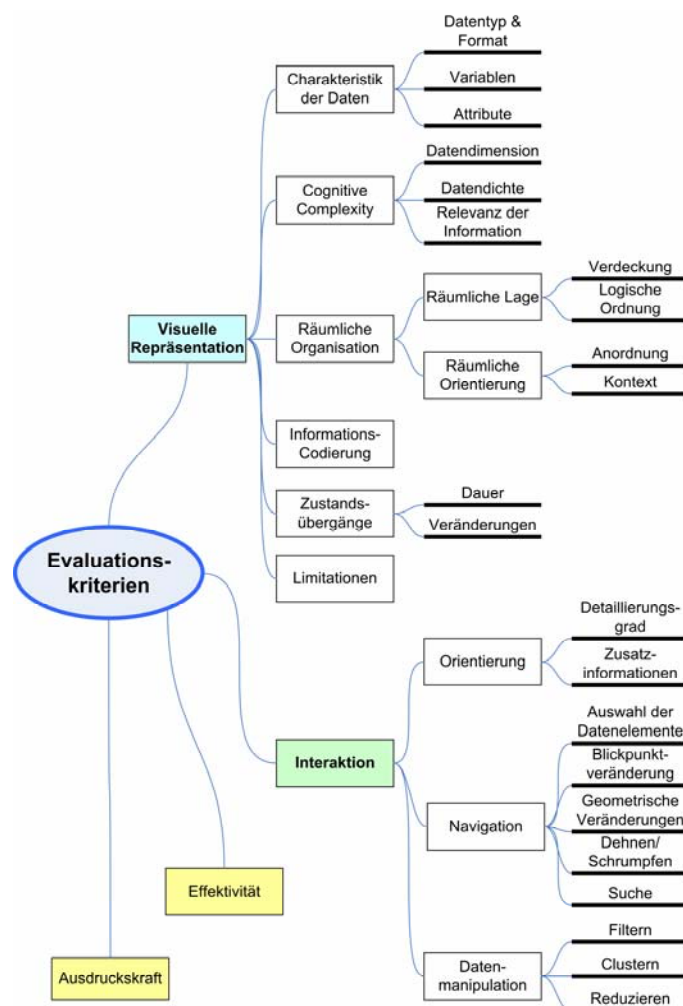 Datentyp &
Format
Charakteristik
der Daten
Variablen
Attribute
Datendimension
Cognitive
Complexity
Datendichte
Relevanz der
Information
Visuelle
Repräsentation
Räumliche
Organisation
Räumliche Lage
Verdeckung
Logische
Ordnung
Räumliche
Orientierung
Anordnung
Kontext
Informations-
Codierung
Zustands-
übergänge
Dauer
Veränderungen
Limitationen
Evaluations-
kriterien
Interaktion
Orientierung
Detaillierungs-
grad
Zusatz-
informationen
Navigation
Auswahl der
Datenelemente
Blickpunkt-
veränderung
Geometrische
Veränderungen
Dehnen/
Schrumpfen
Suche
Daten-
manipulation
Filtern
Clustern
Reduzieren
Effektivität
Ausdruckskraft